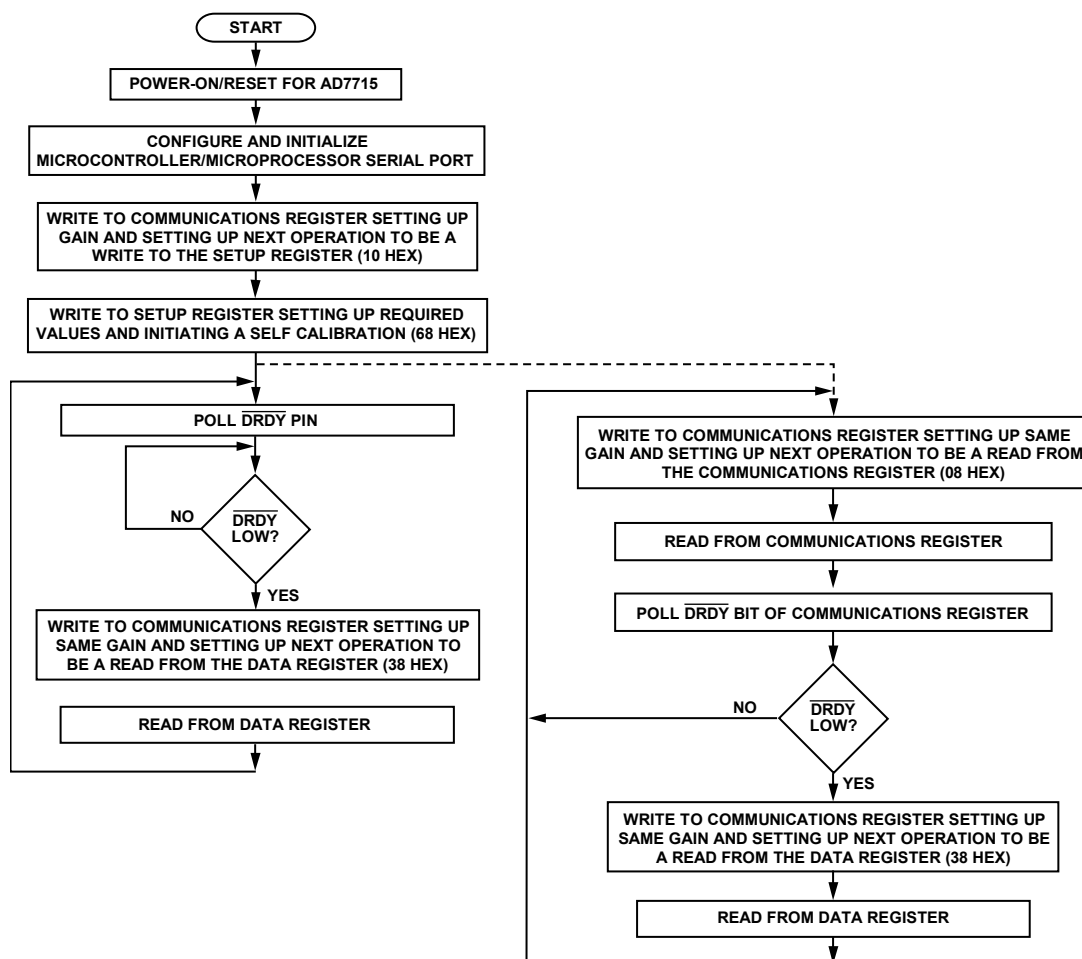 START
POWER-ON/RESET FOR AD7715
CONFIGURE AND INITIALIZE
MICROCONTROLLER/MICROPROCESSOR SERIAL PORT
WRITE TO COMMUNICATIONS REGISTER SETTING UP
GAIN AND SETTING UP NEXT OPERATION TO BE A
WRITE TO THE SETUP REGISTER (10 HEX)
WRITE TO SETUP REGISTER SETTING UP REQUIRED
VALUES AND INITIATING A SELF CALIBRATION (68 HEX)
POLL D̅R̅D̅Y̅ PIN
NO
D̅R̅D̅Y̅
LOW?
YES
WRITE TO COMMUNICATIONS REGISTER SETTING UP
SAME GAIN AND SETTING UP NEXT OPERATION TO
BE A READ FROM THE DATA REGISTER (38 HEX)
READ FROM DATA REGISTER
WRITE TO COMMUNICATIONS REGISTER SETTING UP SAME
GAIN AND SETTING UP NEXT OPERATION TO BE A READ FROM
THE COMMUNICATIONS REGISTER (08 HEX)
READ FROM COMMUNICATIONS REGISTER
POLL D̅R̅D̅Y̅ BIT OF COMMUNICATIONS REGISTER
NO
D̅R̅D̅Y̅
LOW?
YES
WRITE TO COMMUNICATIONS REGISTER SETTING UP
SAME GAIN AND SETTING UP NEXT OPERATION TO BE
A READ FROM THE DATA REGISTER (38 HEX)
READ FROM DATA REGISTER